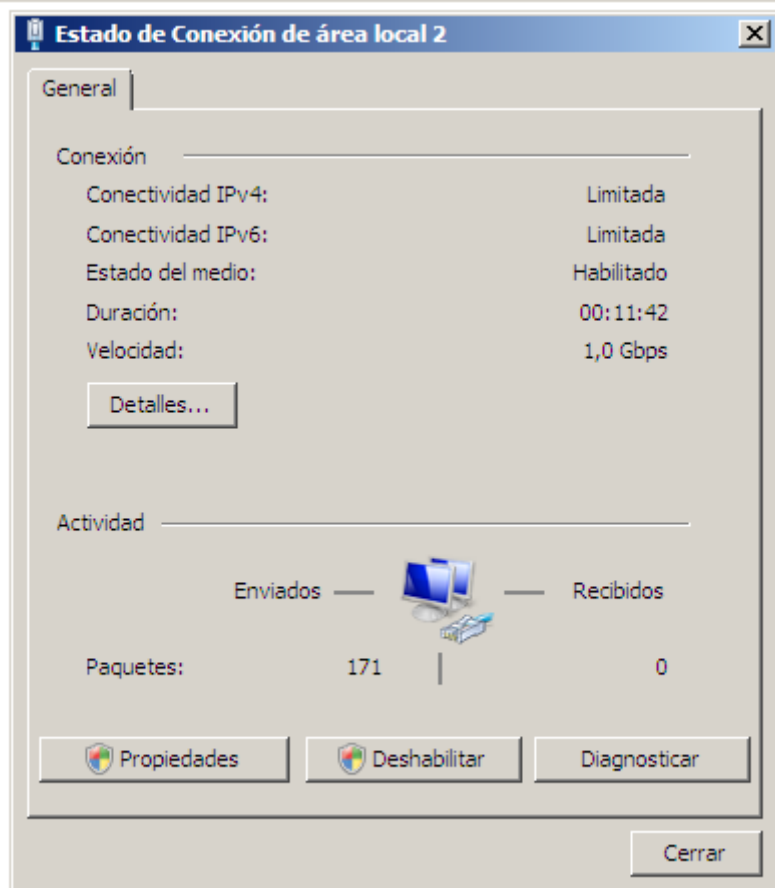 Estado de Conexión de área local 2
General
Conexión
Conectividad IPv4: Limitada
Conectividad IPv6: Limitada
Estado del medio: Habilitado
Duración: 00:11:42
Velocidad: 1,0 Gbps
Detalles...
Actividad
Enviados Recibidos
Paquetes: 171 0
Propiedades Deshabilitar Diagnosticar
Cerrar